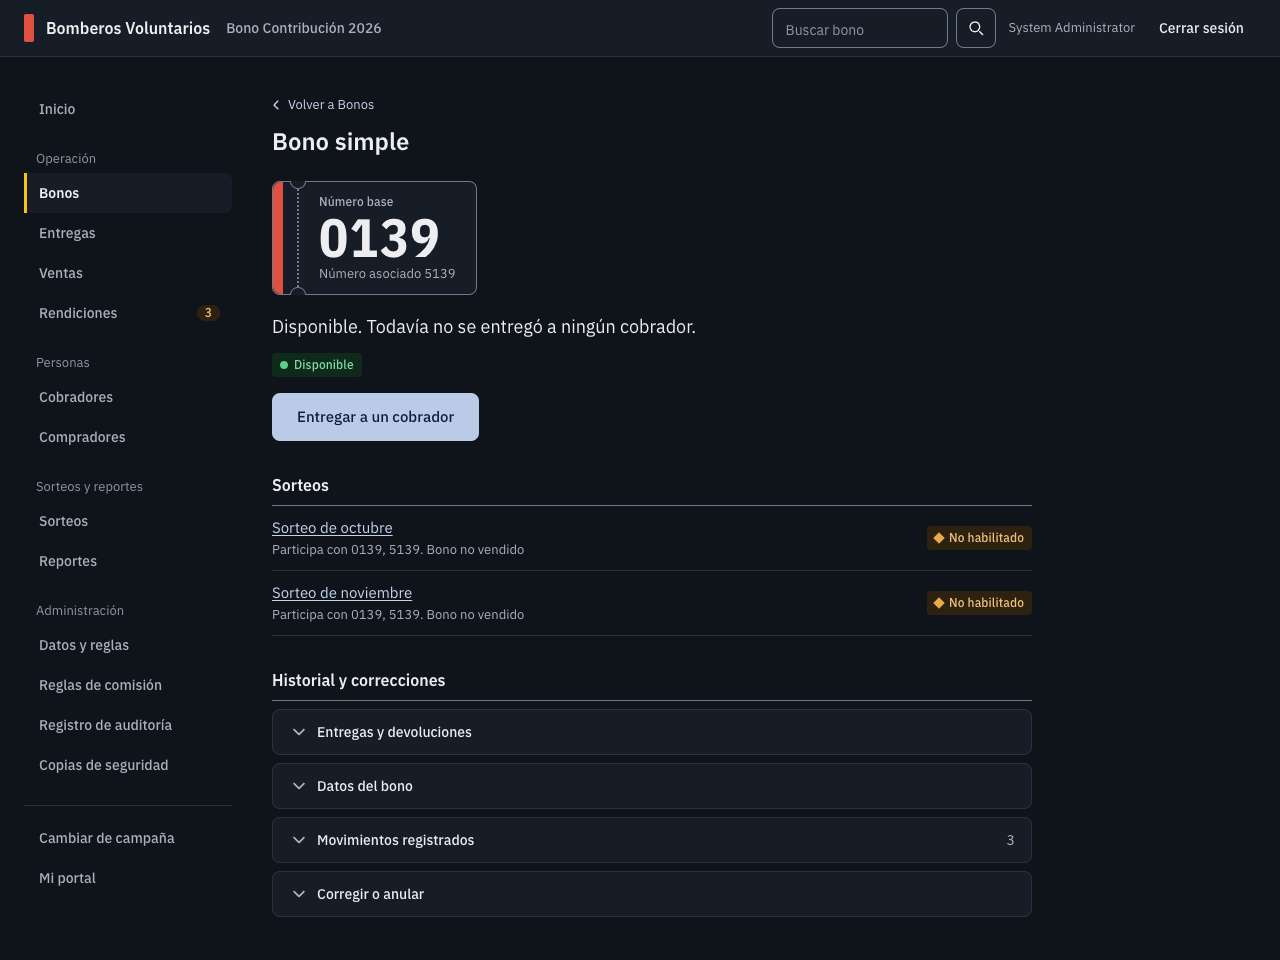 Bomberos Voluntarios
Bono Contribución 2026
Buscar bono
System Administrator
Cerrar sesión
Inicio
Operación
Bonos
Entregas
Ventas
Rendiciones 3
Personas
Cobradores
Compradores
Sorteos y reportes
Sorteos
Reportes
Administración
Datos y reglas
Reglas de comisión
Registro de auditoría
Copias de seguridad
Cambiar de campaña
Mi portal
Volver a Bonos
Bono simple
Número base
0139
Número asociado 5139
Disponible. Todavía no se entregó a ningún cobrador.
Disponible
Entregar a un cobrador
Sorteos
Sorteo de octubre
Participa con 0139, 5139. Bono no vendido
No habilitado
Sorteo de noviembre
Participa con 0139, 5139. Bono no vendido
No habilitado
Historial y correcciones
Entregas y devoluciones
Datos del bono
Movimientos registrados 3
Corregir o anular